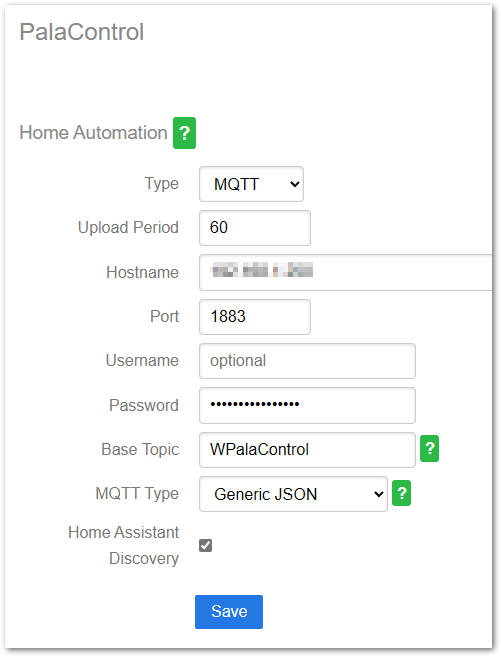 PalaControl
Home Automation ?
Type MQTT
Upload Period 60
Hostname
Port 1883
Username optional
Password ••••••••••••••••
Base Topic WPalaControl ?
MQTT Type Generic JSON ?
Home Assistant
Discovery
Save